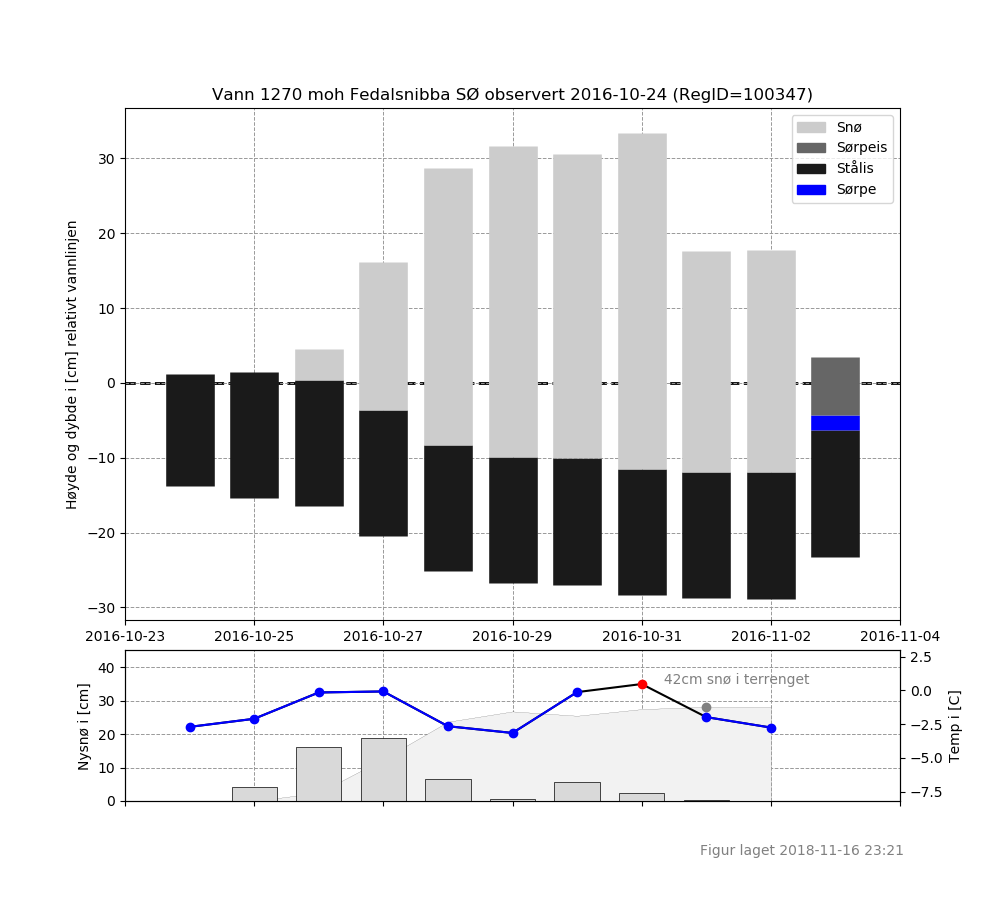 Vann 1270 moh Fedalsnibba SØ observert 2016-10-24 (RegID=100347)
Høyde og dybde i [cm] relativt vannlinjen
30
20
10
0
−10
−20
−30
Snø
Sørpeis
Stålis
Sørpe
2016-10-23 2016-10-25 2016-10-27 2016-10-29 2016-10-31 2016-11-02 2016-11-04
Nysnø i [cm]
40
30
20
10
0
42cm snø i terrenget
2.5
0.0
−2.5
−5.0
−7.5
Temp i [C]
Figur laget 2018-11-16 23:21